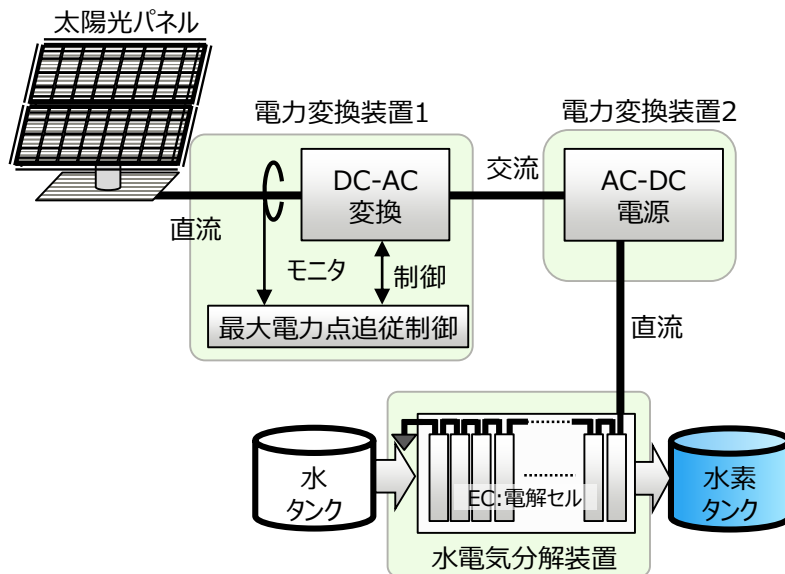 太陽光パネル
電力変換装置1
電力変換装置2
DC-AC
変換
交流
AC-DC
電源
直流
モニタ
制御
最大電力点追従制御
直流
水
タンク
EC:電解セル
水素
タンク
水電気分解装置